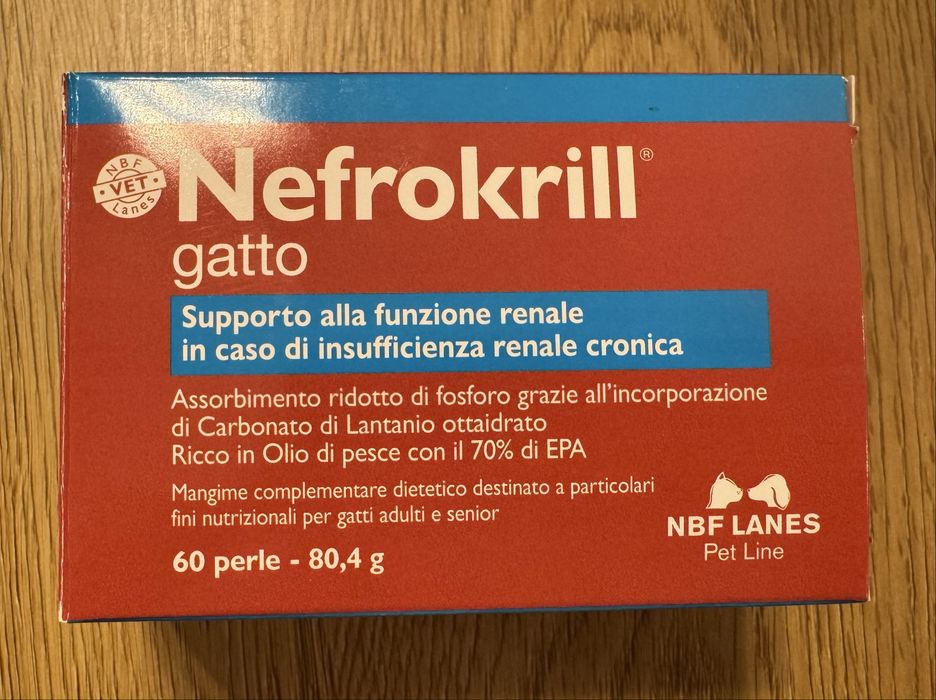 NBF
VET
Lanes
Nefrokrill®
gatto
Supporto alla funzione renale
in caso di insufficienza renale cronica
Assorbimento ridotto di fosforo grazie all'incorporazione
di Carbonato di Lantanio ottaidrato
Ricco in Olio di pesce con il 70% di EPA
Mangime complementare dietetico destinato a particolari
fini nutrizionali per gatti adulti e senior
60 perle - 80,4 g
NBF LANES
Pet Line